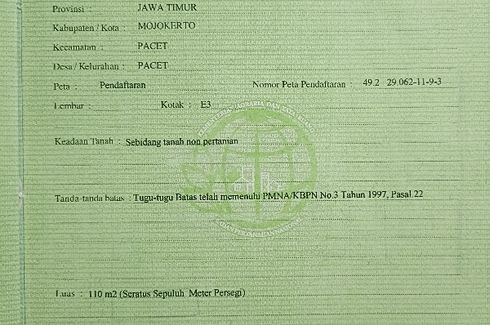 Provinsi : JAWA TIMUR
Kabupaten / Kota : MOJOKERTO
Kecamatan : PACET
Desa / Kelurahan : PACET
Peta : Pendaftaran Nomor Peta Pendaftaran : 49.2 29.062-11-9-3
Lembar : Kotak : E3
Keadaan Tanah : Sebidang tanah non pertaman
Tanda-tanda batas : Tugu-tugu Batas telah memenuhi PMNA/KBPN No.3 Tahun 1997, Pasal 22
Luas : 110 m2 (Seratus Sepuluh Meter Persegi)